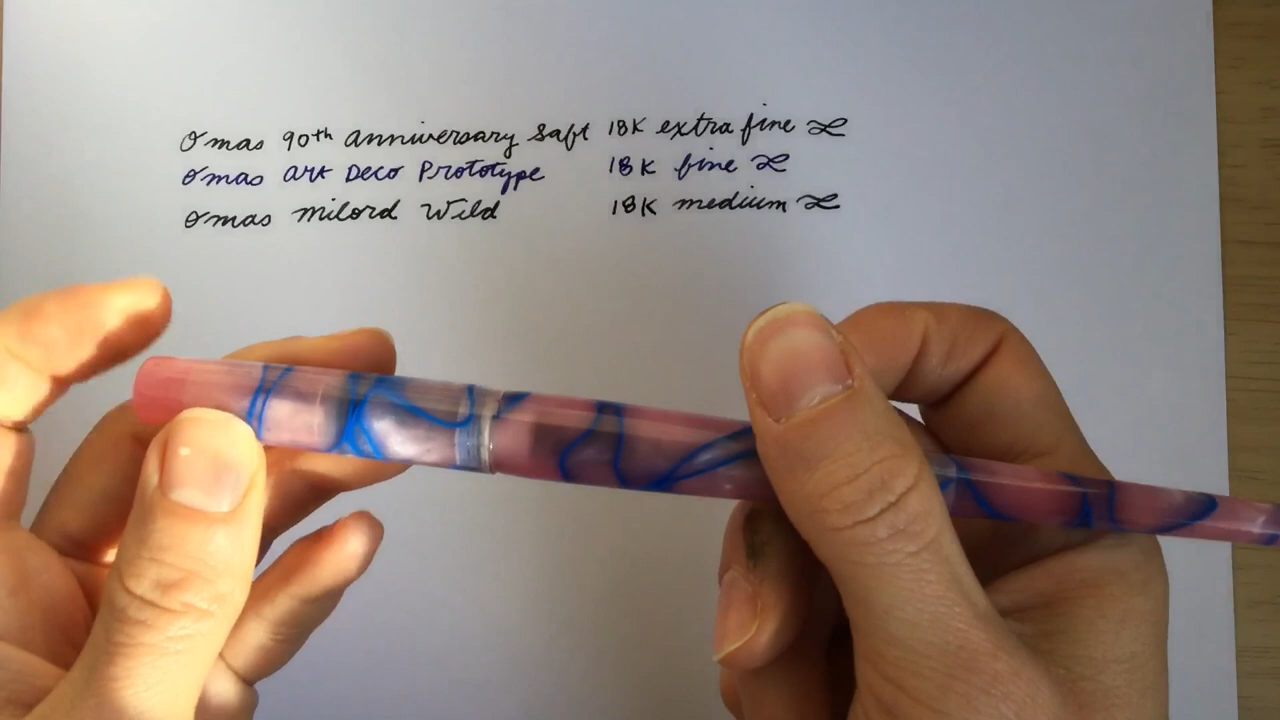 Omas 90th anniversary Saft 18K extra fine
Omas Art Deco Prototype 18K fine
Omas Milord Wild 18K medium